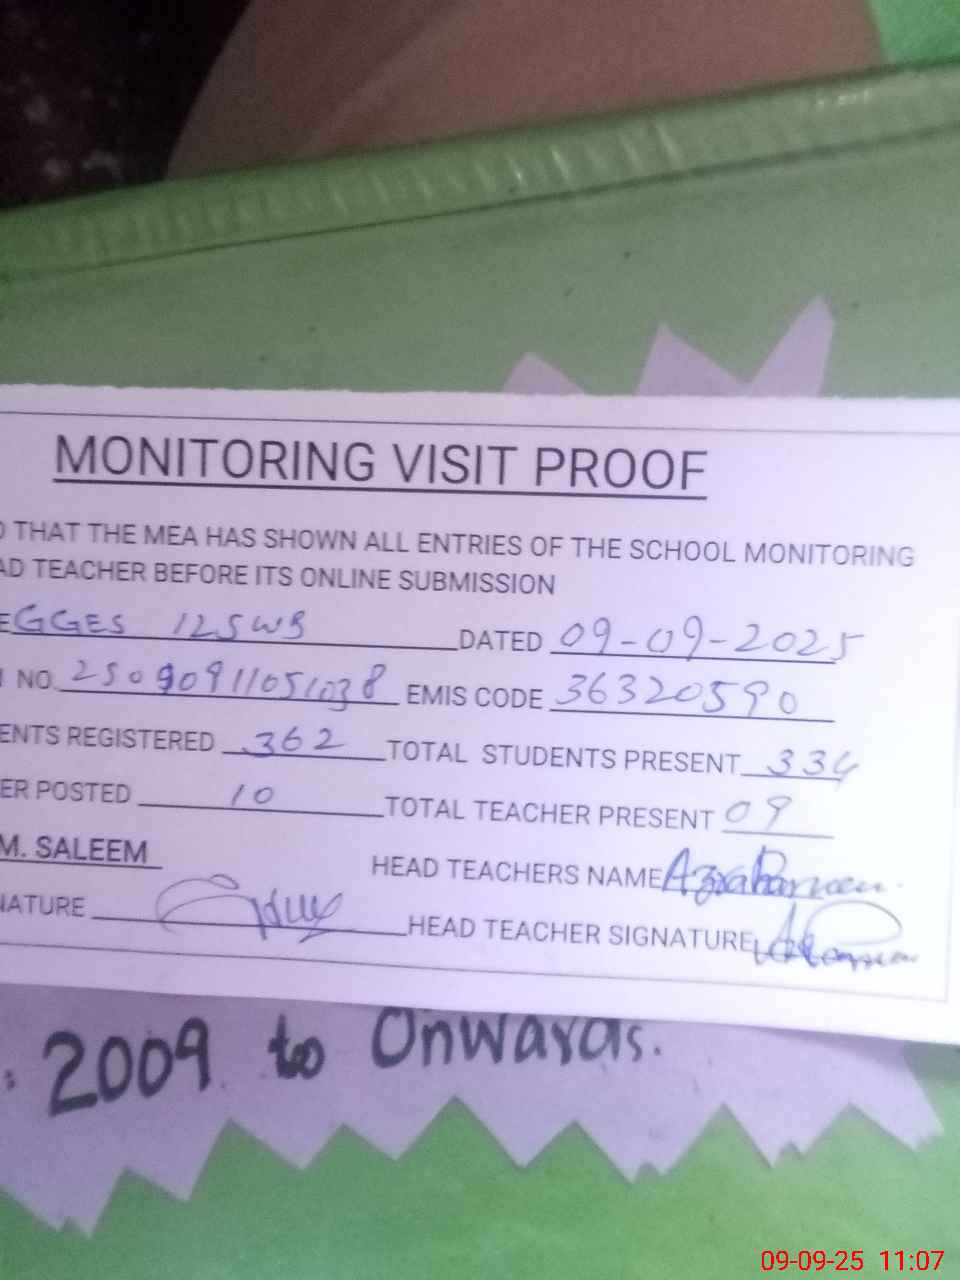 MONITORING VISIT PROOF
THAT THE MEA HAS SHOWN ALL ENTRIES OF THE SCHOOL MONITORING
AD TEACHER BEFORE ITS ONLINE SUBMISSION
GGES 12SWB DATED 09-09-2025
NO. 25090911051038 EMIS CODE 36320590
ENTS REGISTERED 362 TOTAL STUDENTS PRESENT 334
ER POSTED 10 TOTAL TEACHER PRESENT 09
M. SALEEM HEAD TEACHERS NAME Azra Parveen
NATURE HEAD TEACHER SIGNATURE
: 2009 to Onwards.
09-09-25 11:07